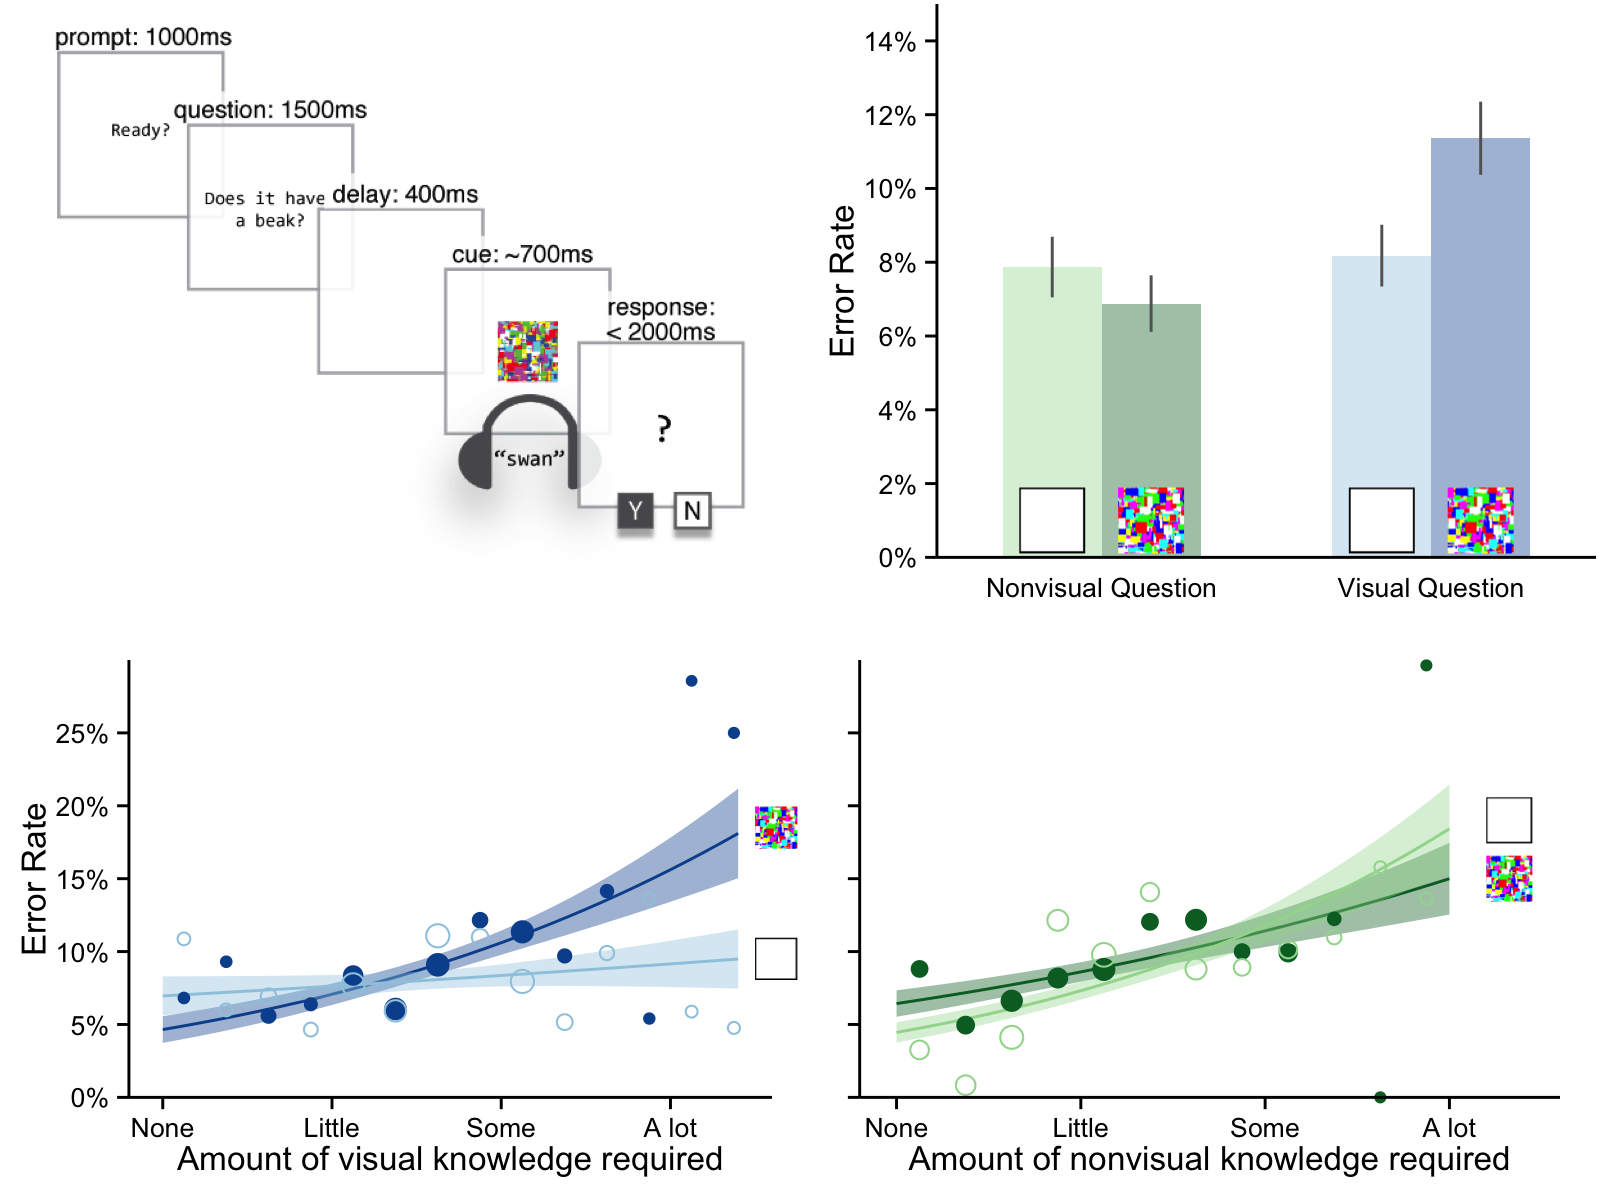 prompt: 1000ms
Ready?
question: 1500ms
Does it have
a beak?
delay: 400ms
cue: ~700ms
“swan”
response:
< 2000ms
?
Y
N
Error Rate
14%
12%
10%
8%
6%
4%
2%
0%
Nonvisual Question
Visual Question
Error Rate
25%
20%
15%
10%
5%
0%
None
Little
Some
A lot
Amount of visual knowledge required
None
Little
Some
A lot
Amount of nonvisual knowledge required